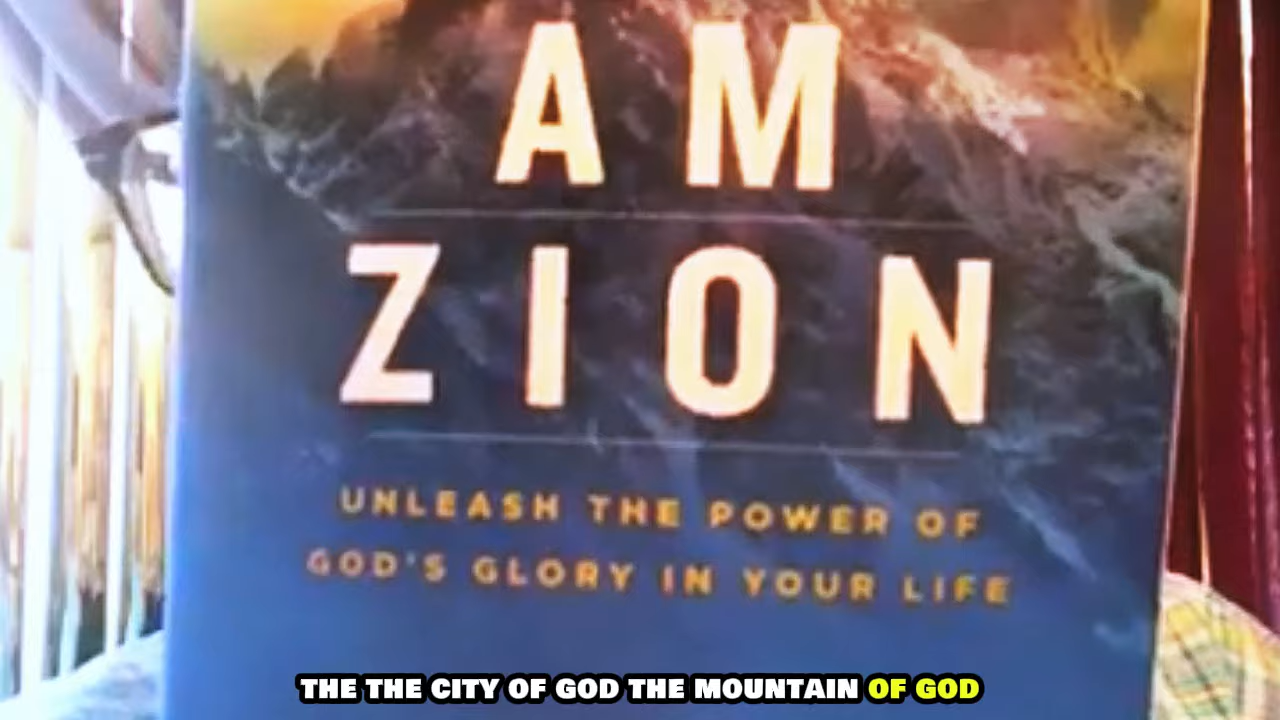 AM
ZION
UNLEASH THE POWER OF
GOD'S GLORY IN YOUR LIFE
THE THE CITY OF GOD THE MOUNTAIN OF GOD